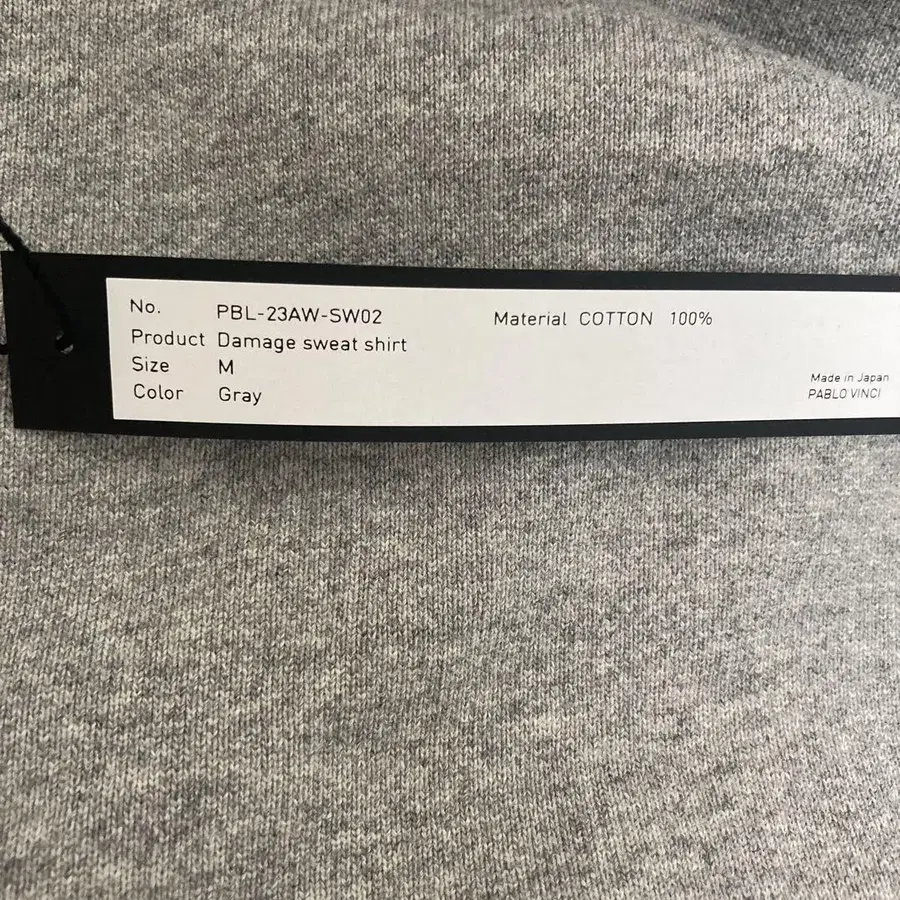 No. PBL-23AW-SW02
Product Damage sweat shirt
Size M
Color Gray
Material COTTON 100%
Made in Japan
PABLO VINCI